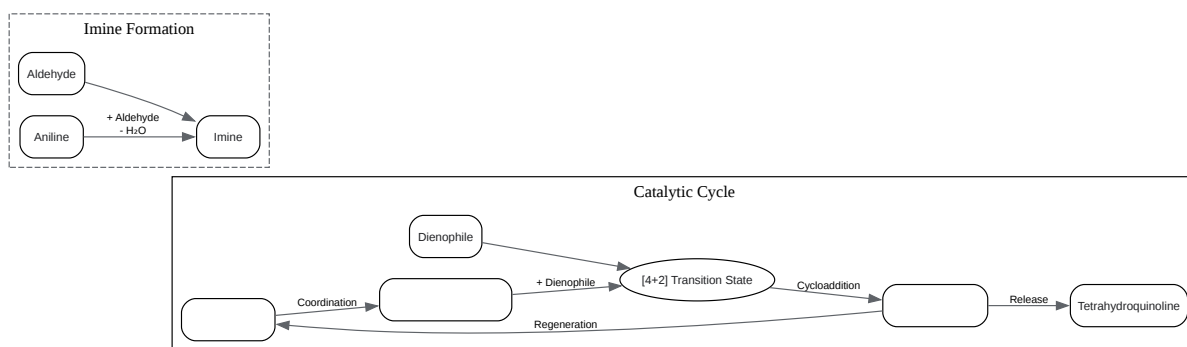 Imine Formation
Aldehyde
+ Aldehyde
- H₂O
Aniline
Imine
Catalytic Cycle
Dienophile
+ Dienophile
[4+2] Transition State
Cycloaddition
Coordination
Release
Tetrahydroquinoline
Regeneration